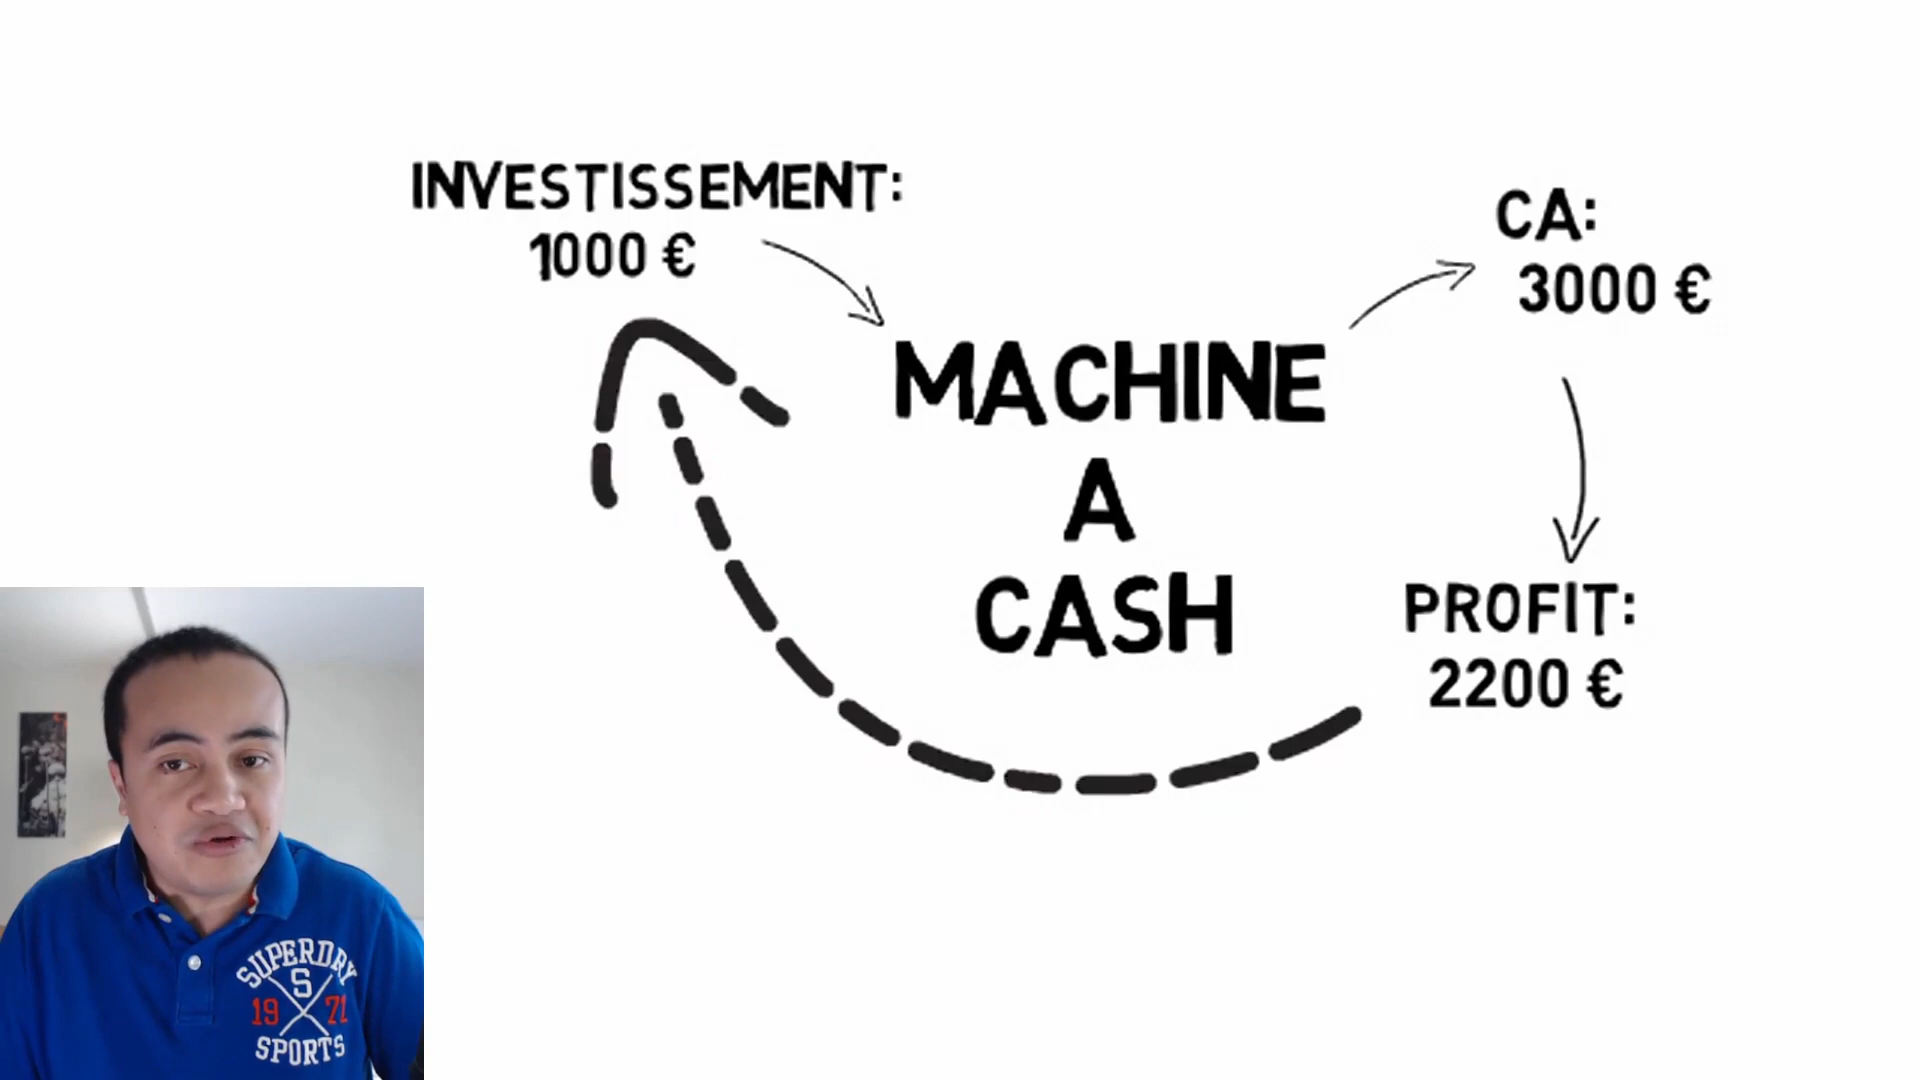 INVESTISSEMENT:
1000 €
CA:
3000 €
MACHINE
A
CASH
PROFIT:
2200 €
SUPERDRY
S
19 71
SPORTS